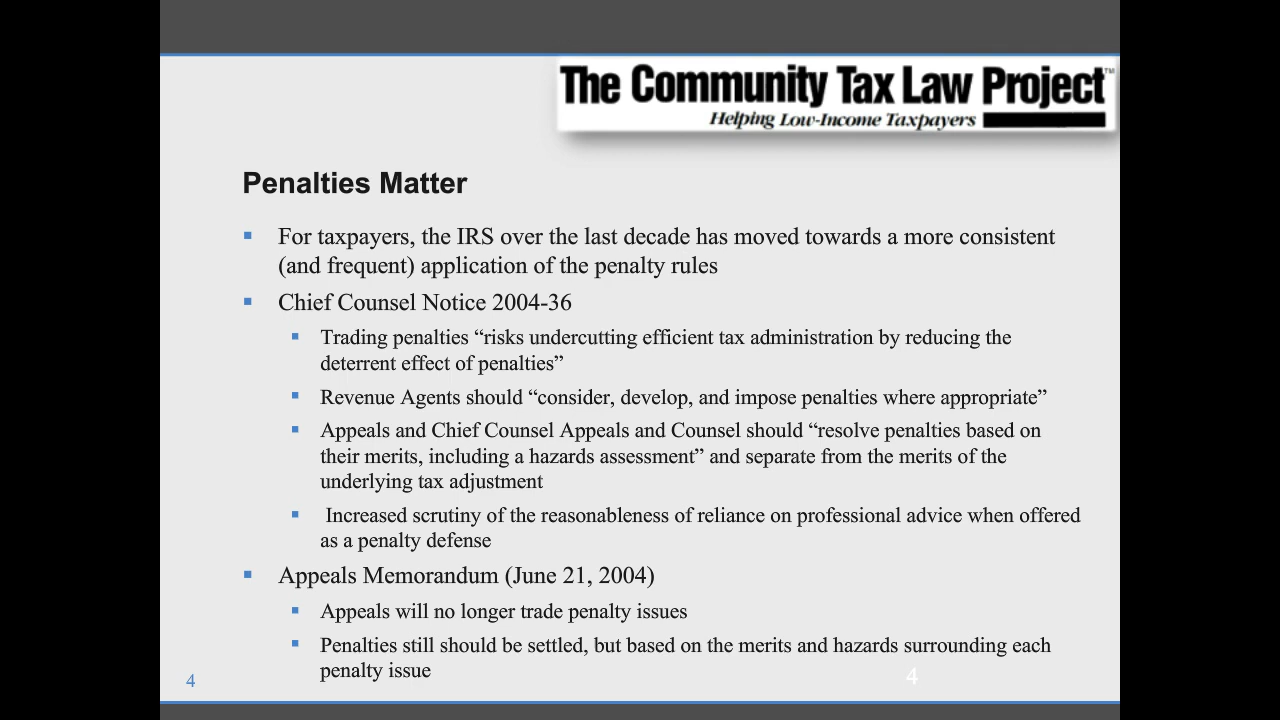 The Community Tax Law Project™
Helping Low-Income Taxpayers
Penalties Matter
For taxpayers, the IRS over the last decade has moved towards a more consistent
(and frequent) application of the penalty rules
Chief Counsel Notice 2004-36
Trading penalties “risks undercutting efficient tax administration by reducing the
deterrent effect of penalties”
Revenue Agents should “consider, develop, and impose penalties where appropriate”
Appeals and Chief Counsel Appeals and Counsel should “resolve penalties based on
their merits, including a hazards assessment” and separate from the merits of the
underlying tax adjustment
Increased scrutiny of the reasonableness of reliance on professional advice when offered
as a penalty defense
Appeals Memorandum (June 21, 2004)
Appeals will no longer trade penalty issues
Penalties still should be settled, but based on the merits and hazards surrounding each
penalty issue
4
4